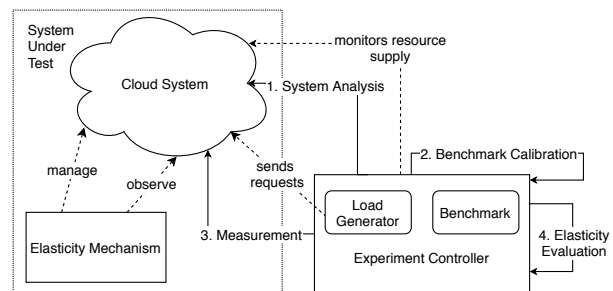 System
Under
Test
Cloud System
monitors resource
supply
1. System Analysis
manage
observe
sends
requests
2. Benchmark Calibration
Elasticity Mechanism
3. Measurement
Load
Generator
Benchmark
4. Elasticity
Evaluation
Experiment Controller